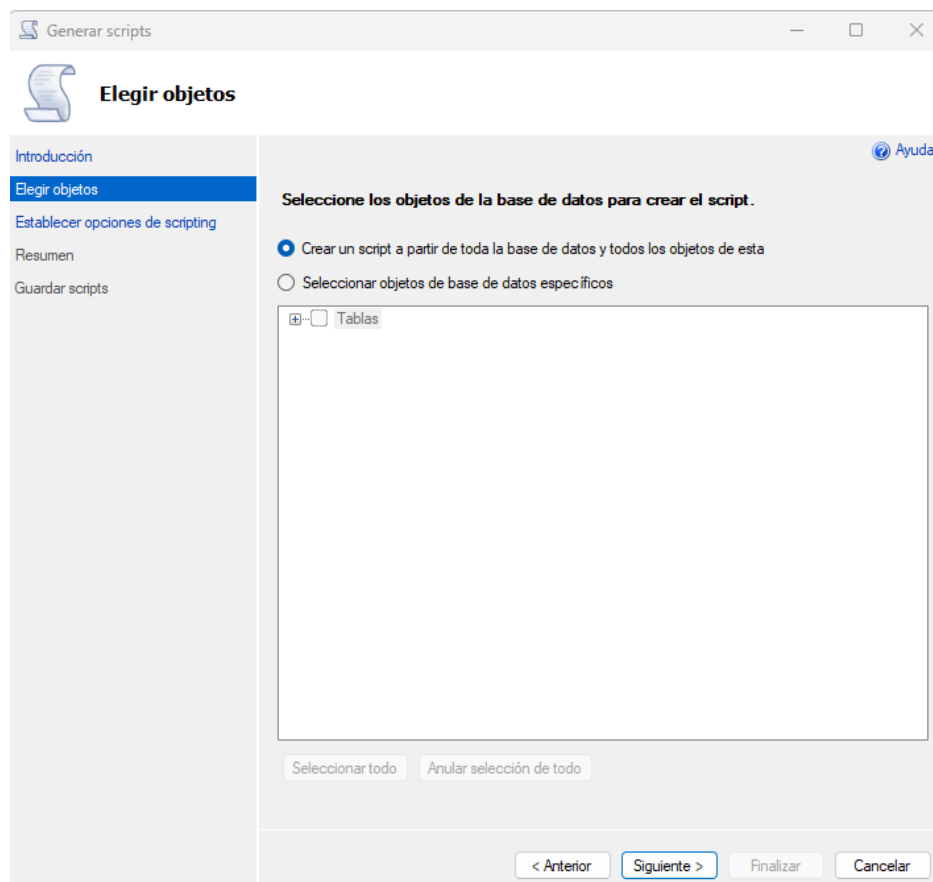 Generar scripts
Elegir objetos
Introducción
Elegir objetos
Establecer opciones de scripting
Resumen
Guardar scripts
Ayuda
Seleccione los objetos de la base de datos para crear el script.
Crear un script a partir de toda la base de datos y todos los objetos de esta
Seleccionar objetos de base de datos específicos
Tablas
Seleccionar todo
Anular selección de todo
< Anterior
Siguiente >
Finalizar
Cancelar